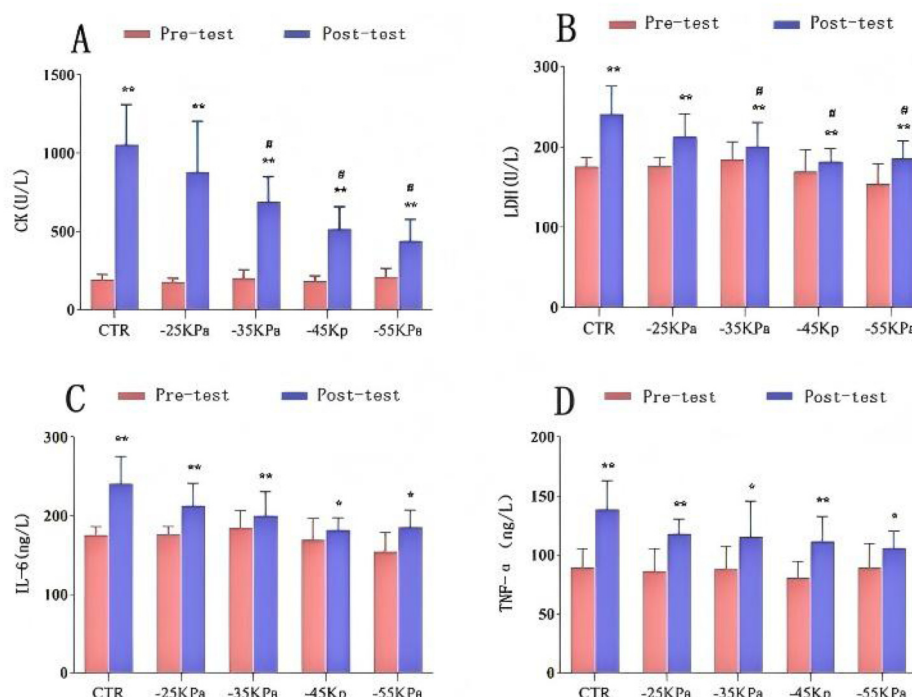 A
Pre-test
Post-test
CK(U/L)
1500
1000
500
0
**
**
#
**
#
**
#
**
CTR
-25KPa
-35KPa
-45Kp
-55KPa
B
Pre-test
Post-test
LDH(U/L)
300
200
100
0
**
**
#
**
#
**
#
**
CTR
-25KPa
-35KPa
-45Kp
-55KPa
C
Pre-test
Post-test
IL-6(ng/L)
300
200
100
0
**
**
**
*
*
CTR
-25KPa
-35KPa
-45Kp
-55KPa
D
Pre-test
Post-test
TNF-α (ng/L)
200
150
100
50
0
**
**
*
**
*
CTR
-25KPa
-35KPa
-45Kp
-55KPa